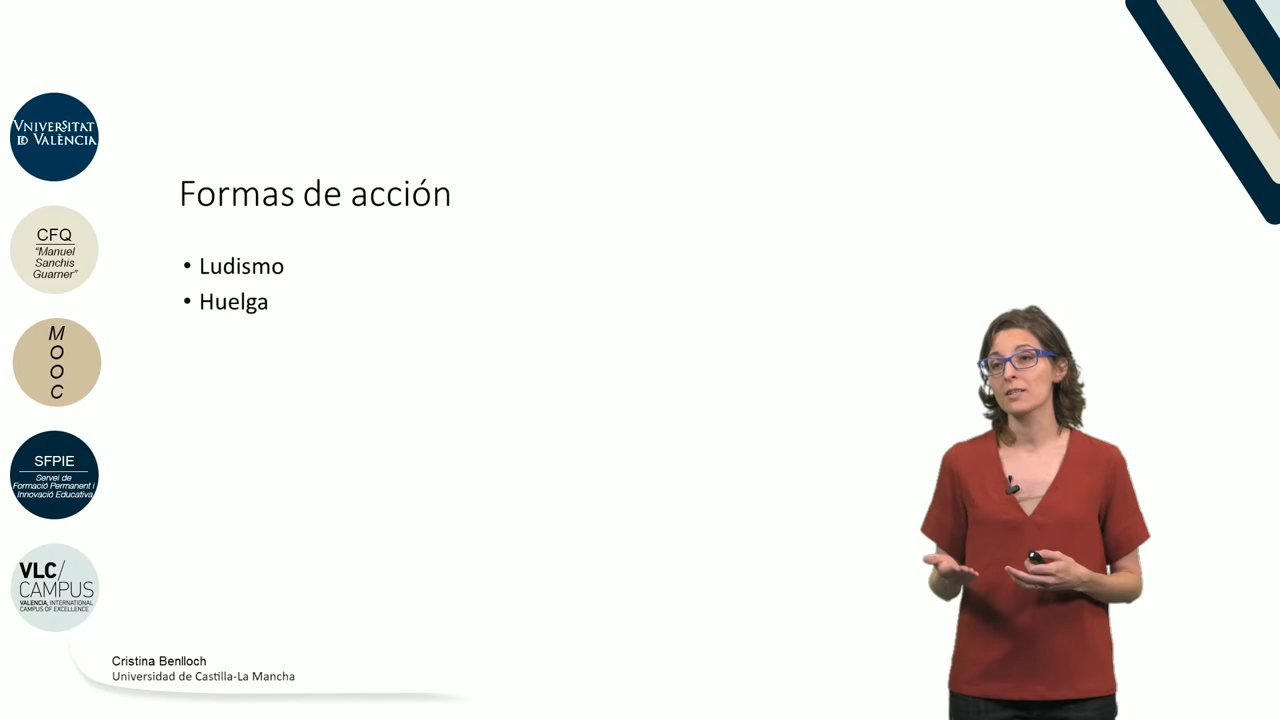 VNIVERSITAT
ID VALÈNCIA
CFQ
"Manuel
Sanchis
Guarner"
M
O
O
C
SFPIE
Servei de
Formació Permanent i
Innovació Educativa
VLC/
CAMPUS
VALENCIA, INTERNATIONAL
CAMPUS OF EXCELLENCE
Formas de acción
• Ludismo
• Huelga
Cristina Benlloch
Universidad de Castilla-La Mancha